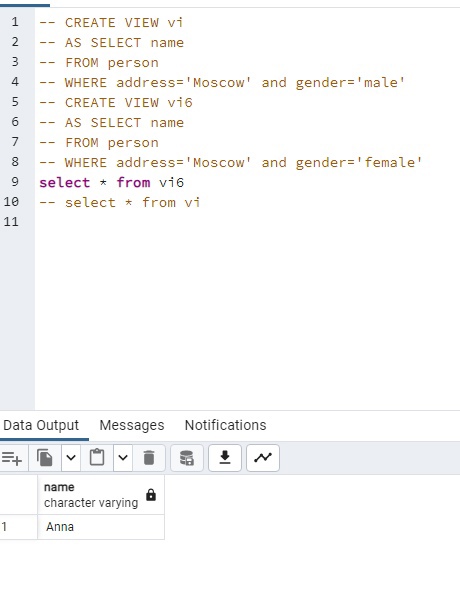 1 -- CREATE VIEW vi
2 -- AS SELECT name
3 -- FROM person
4 -- WHERE address='Moscow' and gender='male'
5 -- CREATE VIEW vi6
6 -- AS SELECT name
7 -- FROM person
8 -- WHERE address='Moscow' and gender='female'
9 select * from vi6
10 -- select * from vi
11
Data Output Messages Notifications
name
character varying
1 Anna